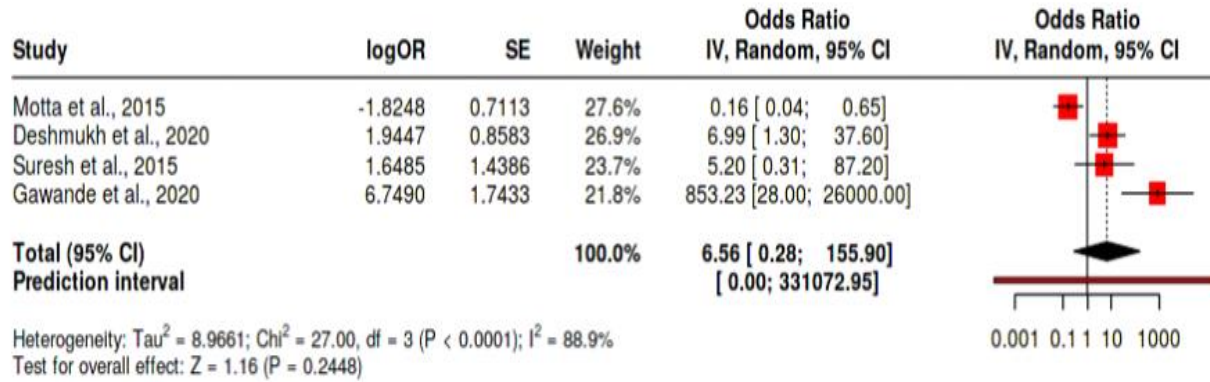 Odds Ratio Odds Ratio
Study logOR SE Weight IV, Random, 95% CI IV, Random, 95% CI
Motta et al., 2015 -1.8248 0.7113 27.6% 0.16 [ 0.04; 0.65]
Deshmukh et al., 2020 1.9447 0.8583 26.9% 6.99 [ 1.30; 37.60]
Suresh et al., 2015 1.6485 1.4386 23.7% 5.20 [ 0.31; 87.20]
Gawande et al., 2020 6.7490 1.7433 21.8% 853.23 [28.00; 26000.00]
Total (95% CI) 100.0% 6.56 [ 0.28; 155.90]
Prediction interval [ 0.00; 331072.95]
Heterogeneity: Tau² = 8.9661; Chi² = 27.00, df = 3 (P < 0.0001); I² = 88.9%
0.001 0.1 1 10 1000
Test for overall effect: Z = 1.16 (P = 0.2448)